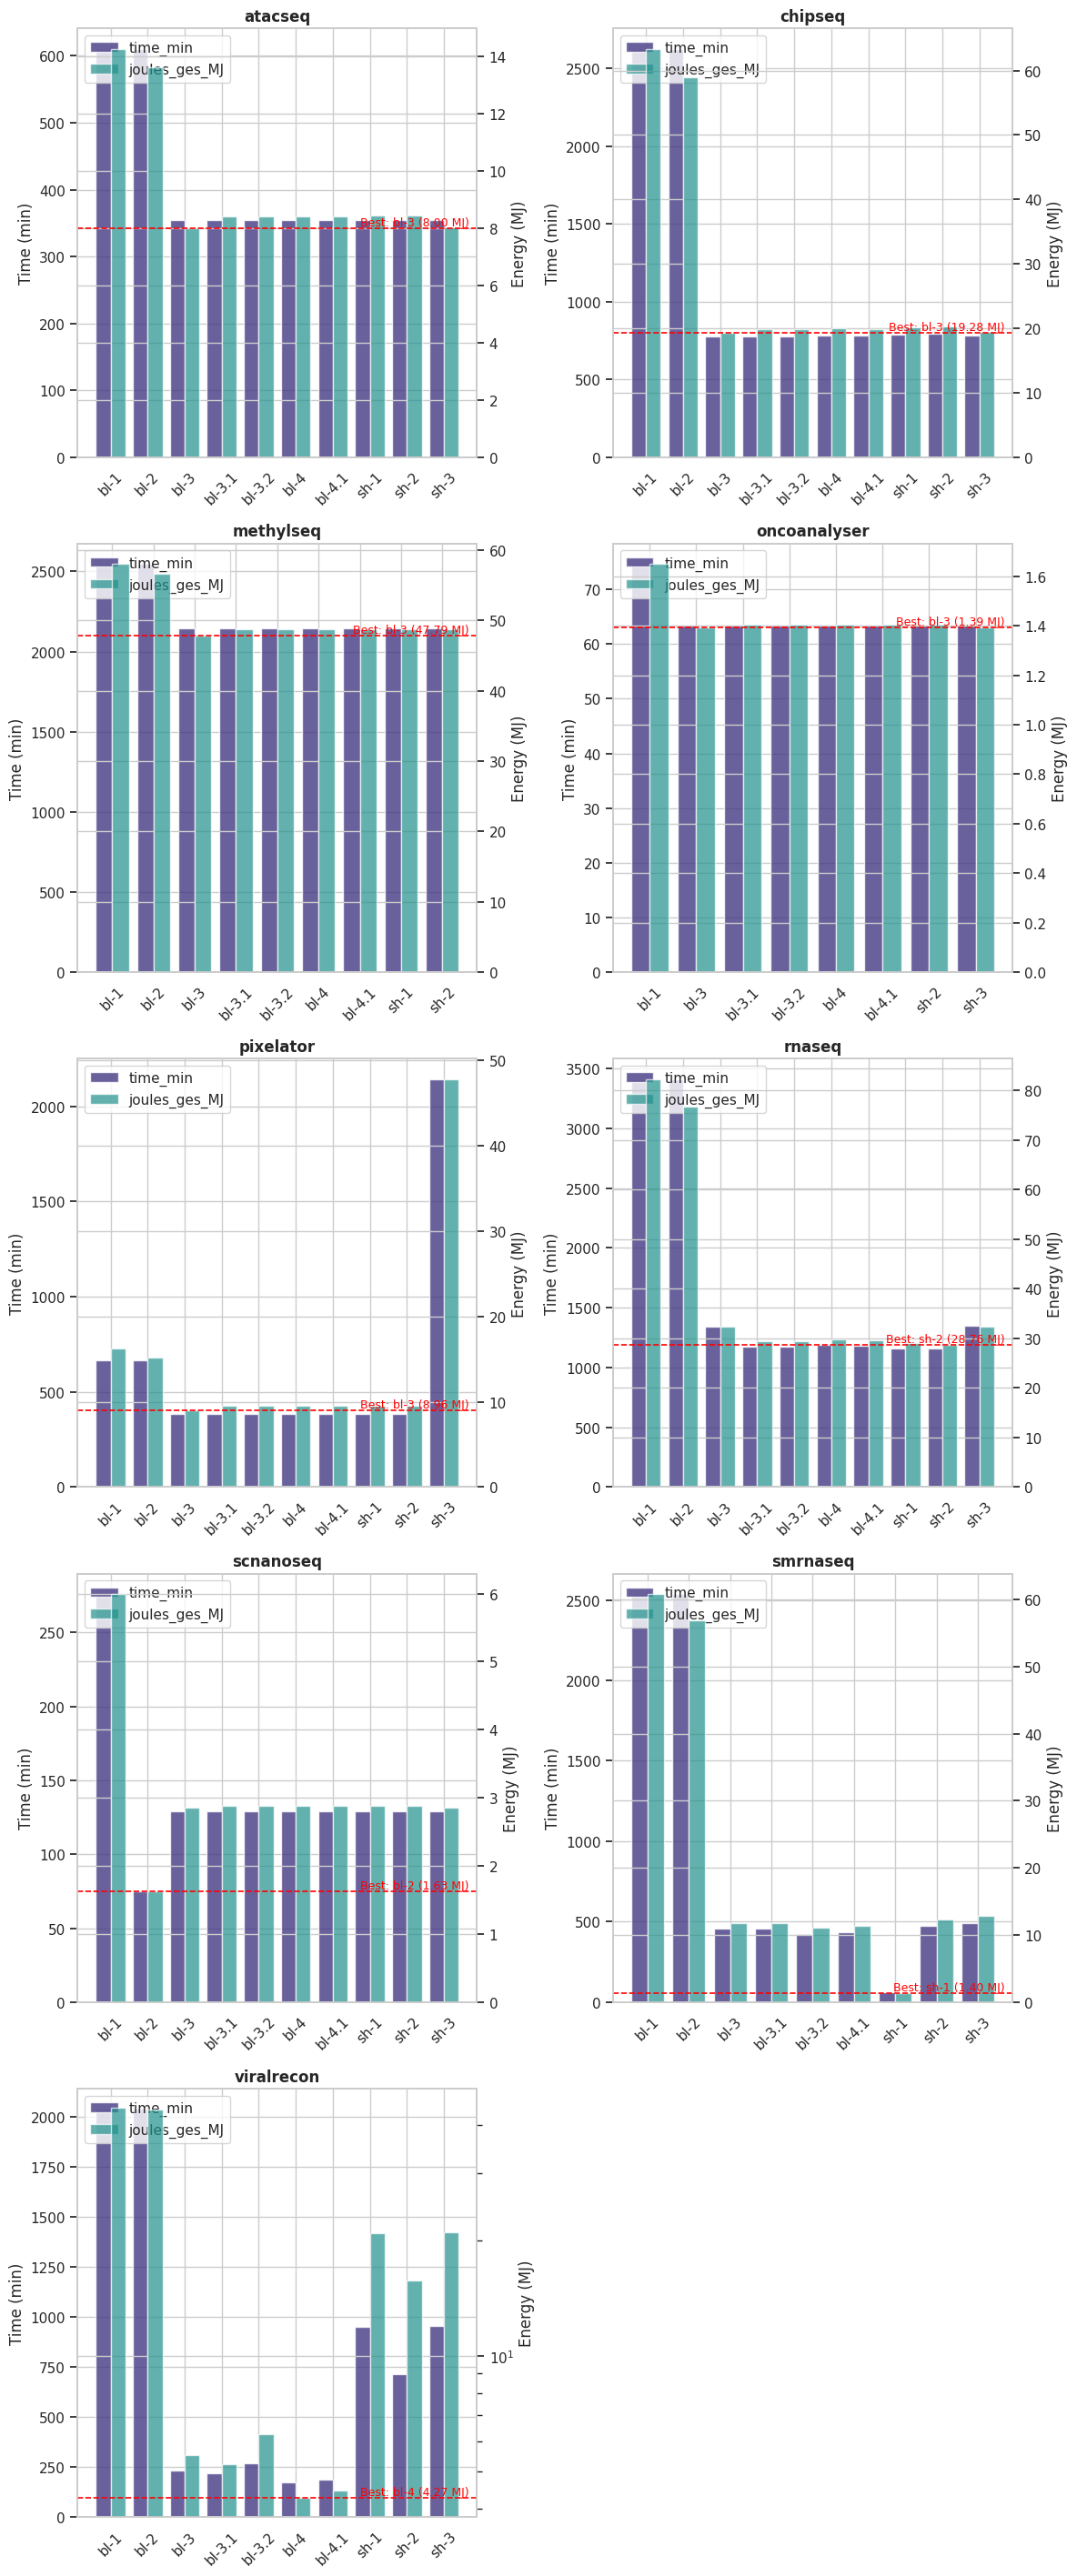 atacseq
time_min
joules_ges_MJ
Time (min)
Energy (MJ)
600
500
400
300
200
100
0
14
12
10
8
6
4
2
0
Best: bl-3 (8.00 MJ)
bl-1 bl-2 bl-3 bl-3.1 bl-3.2 bl-4 bl-4.1 sh-1 sh-2 sh-3
chipseq
time_min
joules_ges_MJ
Time (min)
Energy (MJ)
2500
2000
1500
1000
500
0
60
50
40
30
20
10
0
Best: bl-3 (19.28 MJ)
bl-1 bl-2 bl-3 bl-3.1 bl-3.2 bl-4 bl-4.1 sh-1 sh-2 sh-3
methylseq
time_min
joules_ges_MJ
Time (min)
Energy (MJ)
2500
2000
1500
1000
500
0
60
50
40
30
20
10
0
Best: bl-3 (47.79 MJ)
bl-1 bl-2 bl-3 bl-3.1 bl-3.2 bl-4 bl-4.1 sh-1 sh-2
oncoanalyser
time_min
joules_ges_MJ
Time (min)
Energy (MJ)
70
60
50
40
30
20
10
0
1.6
1.4
1.2
1.0
0.8
0.6
0.4
0.2
0.0
Best: bl-3 (1.39 MJ)
bl-1 bl-3 bl-3.1 bl-3.2 bl-4 bl-4.1 sh-2 sh-3
pixelator
time_min
joules_ges_MJ
Time (min)
Energy (MJ)
2000
1500
1000
500
0
50
40
30
20
10
0
Best: bl-3 (8.96 MJ)
bl-1 bl-2 bl-3 bl-3.1 bl-3.2 bl-4 bl-4.1 sh-1 sh-2 sh-3
rnaseq
time_min
joules_ges_MJ
Time (min)
Energy (MJ)
3500
3000
2500
2000
1500
1000
500
0
80
70
60
50
40
30
20
10
0
Best: sh-2 (28.76 MJ)
bl-1 bl-2 bl-3 bl-3.1 bl-3.2 bl-4 bl-4.1 sh-1 sh-2 sh-3
scnanoseq
time_min
joules_ges_MJ
Time (min)
Energy (MJ)
250
200
150
100
50
0
6
5
4
3
2
1
0
Best: bl-2 (1.63 MJ)
bl-1 bl-2 bl-3 bl-3.1 bl-3.2 bl-4 bl-4.1 sh-1 sh-2 sh-3
smrnaseq
time_min
joules_ges_MJ
Time (min)
Energy (MJ)
2500
2000
1500
1000
500
0
60
50
40
30
20
10
0
Best: sh-1 (1.40 MJ)
bl-1 bl-2 bl-3 bl-3.1 bl-3.2 bl-4.1 sh-1 sh-2 sh-3
viralrecon
time_min
joules_ges_MJ
Time (min)
Energy (MJ)
2000
1750
1500
1250
1000
750
500
250
0
10¹
Best: bl-4 (4.27 MJ)
bl-1 bl-2 bl-3 bl-3.1 bl-3.2 bl-4 bl-4.1 sh-1 sh-2 sh-3